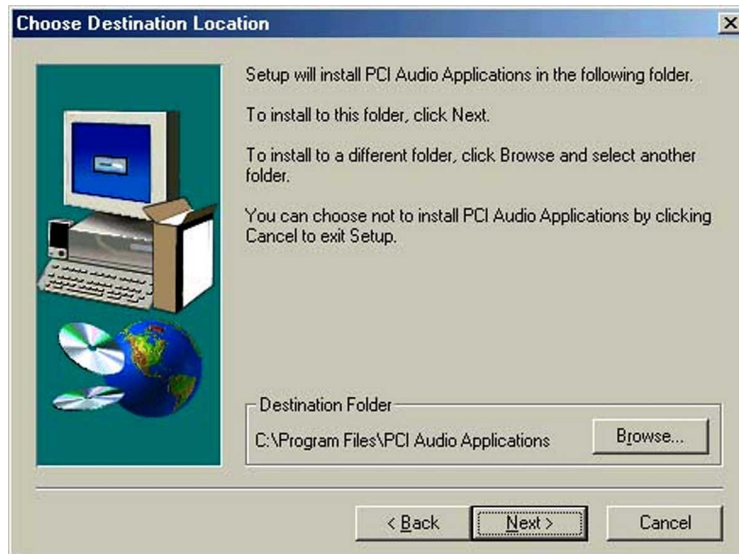 Choose Destination Location
Setup will install PCI Audio Applications in the following folder.
To install to this folder, click Next.
To install to a different folder, click Browse and select another
folder.
You can choose not to install PCI Audio Applications by clicking
Cancel to exit Setup.
Destination Folder
C:\Program Files\PCI Audio Applications
Browse...
< Back
Next >
Cancel